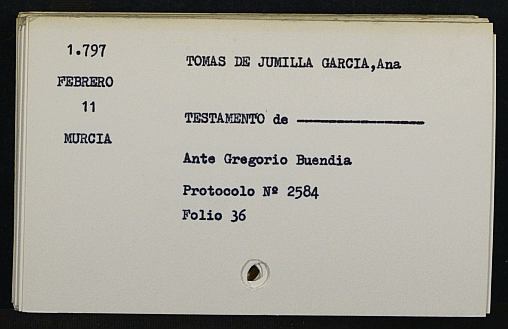 1.797
FEBRERO
11
MURCIA
TOMAS DE JUMILLA GARCIA,Ana
TESTAMENTO de ————————
Ante Gregorio Buendia
Protocolo Nº 2584
Folio 36